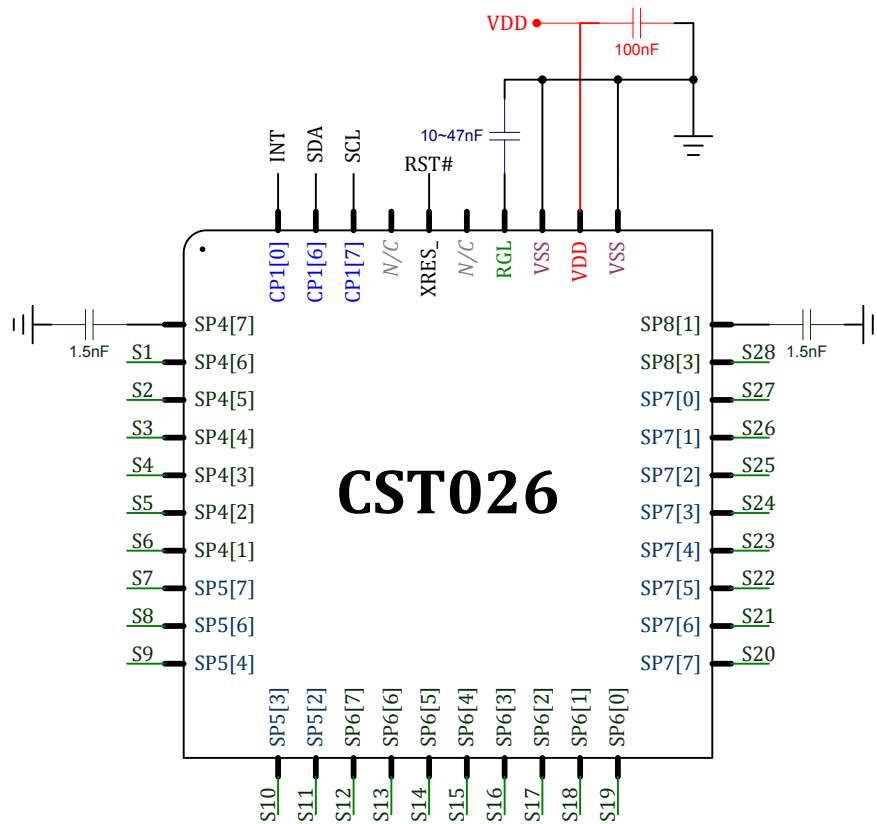 VDD
100nF
10~47nF
INT
SDA
SCL
RST#
CP1[0]
CP1[6]
CP1[7]
N/C
XRES_
N/C
RGL
VSS
VDD
VSS
1.5nF
SP4[7]
SP8[1]
1.5nF
S1 SP4[6]
SP8[3] S28
S2 SP4[5]
SP7[0] S27
S3 SP4[4]
SP7[1] S26
S4 SP4[3]
SP7[2] S25
CST026
S5 SP4[2]
SP7[3] S24
S6 SP4[1]
SP7[4] S23
S7 SP5[7]
SP7[5] S22
S8 SP5[6]
SP7[6] S21
S9 SP5[4]
SP7[7] S20
SP5[3]
SP5[2]
SP6[7]
SP6[6]
SP6[5]
SP6[4]
SP6[3]
SP6[2]
SP6[1]
SP6[0]
S10
S11
S12
S13
S14
S15
S16
S17
S18
S19